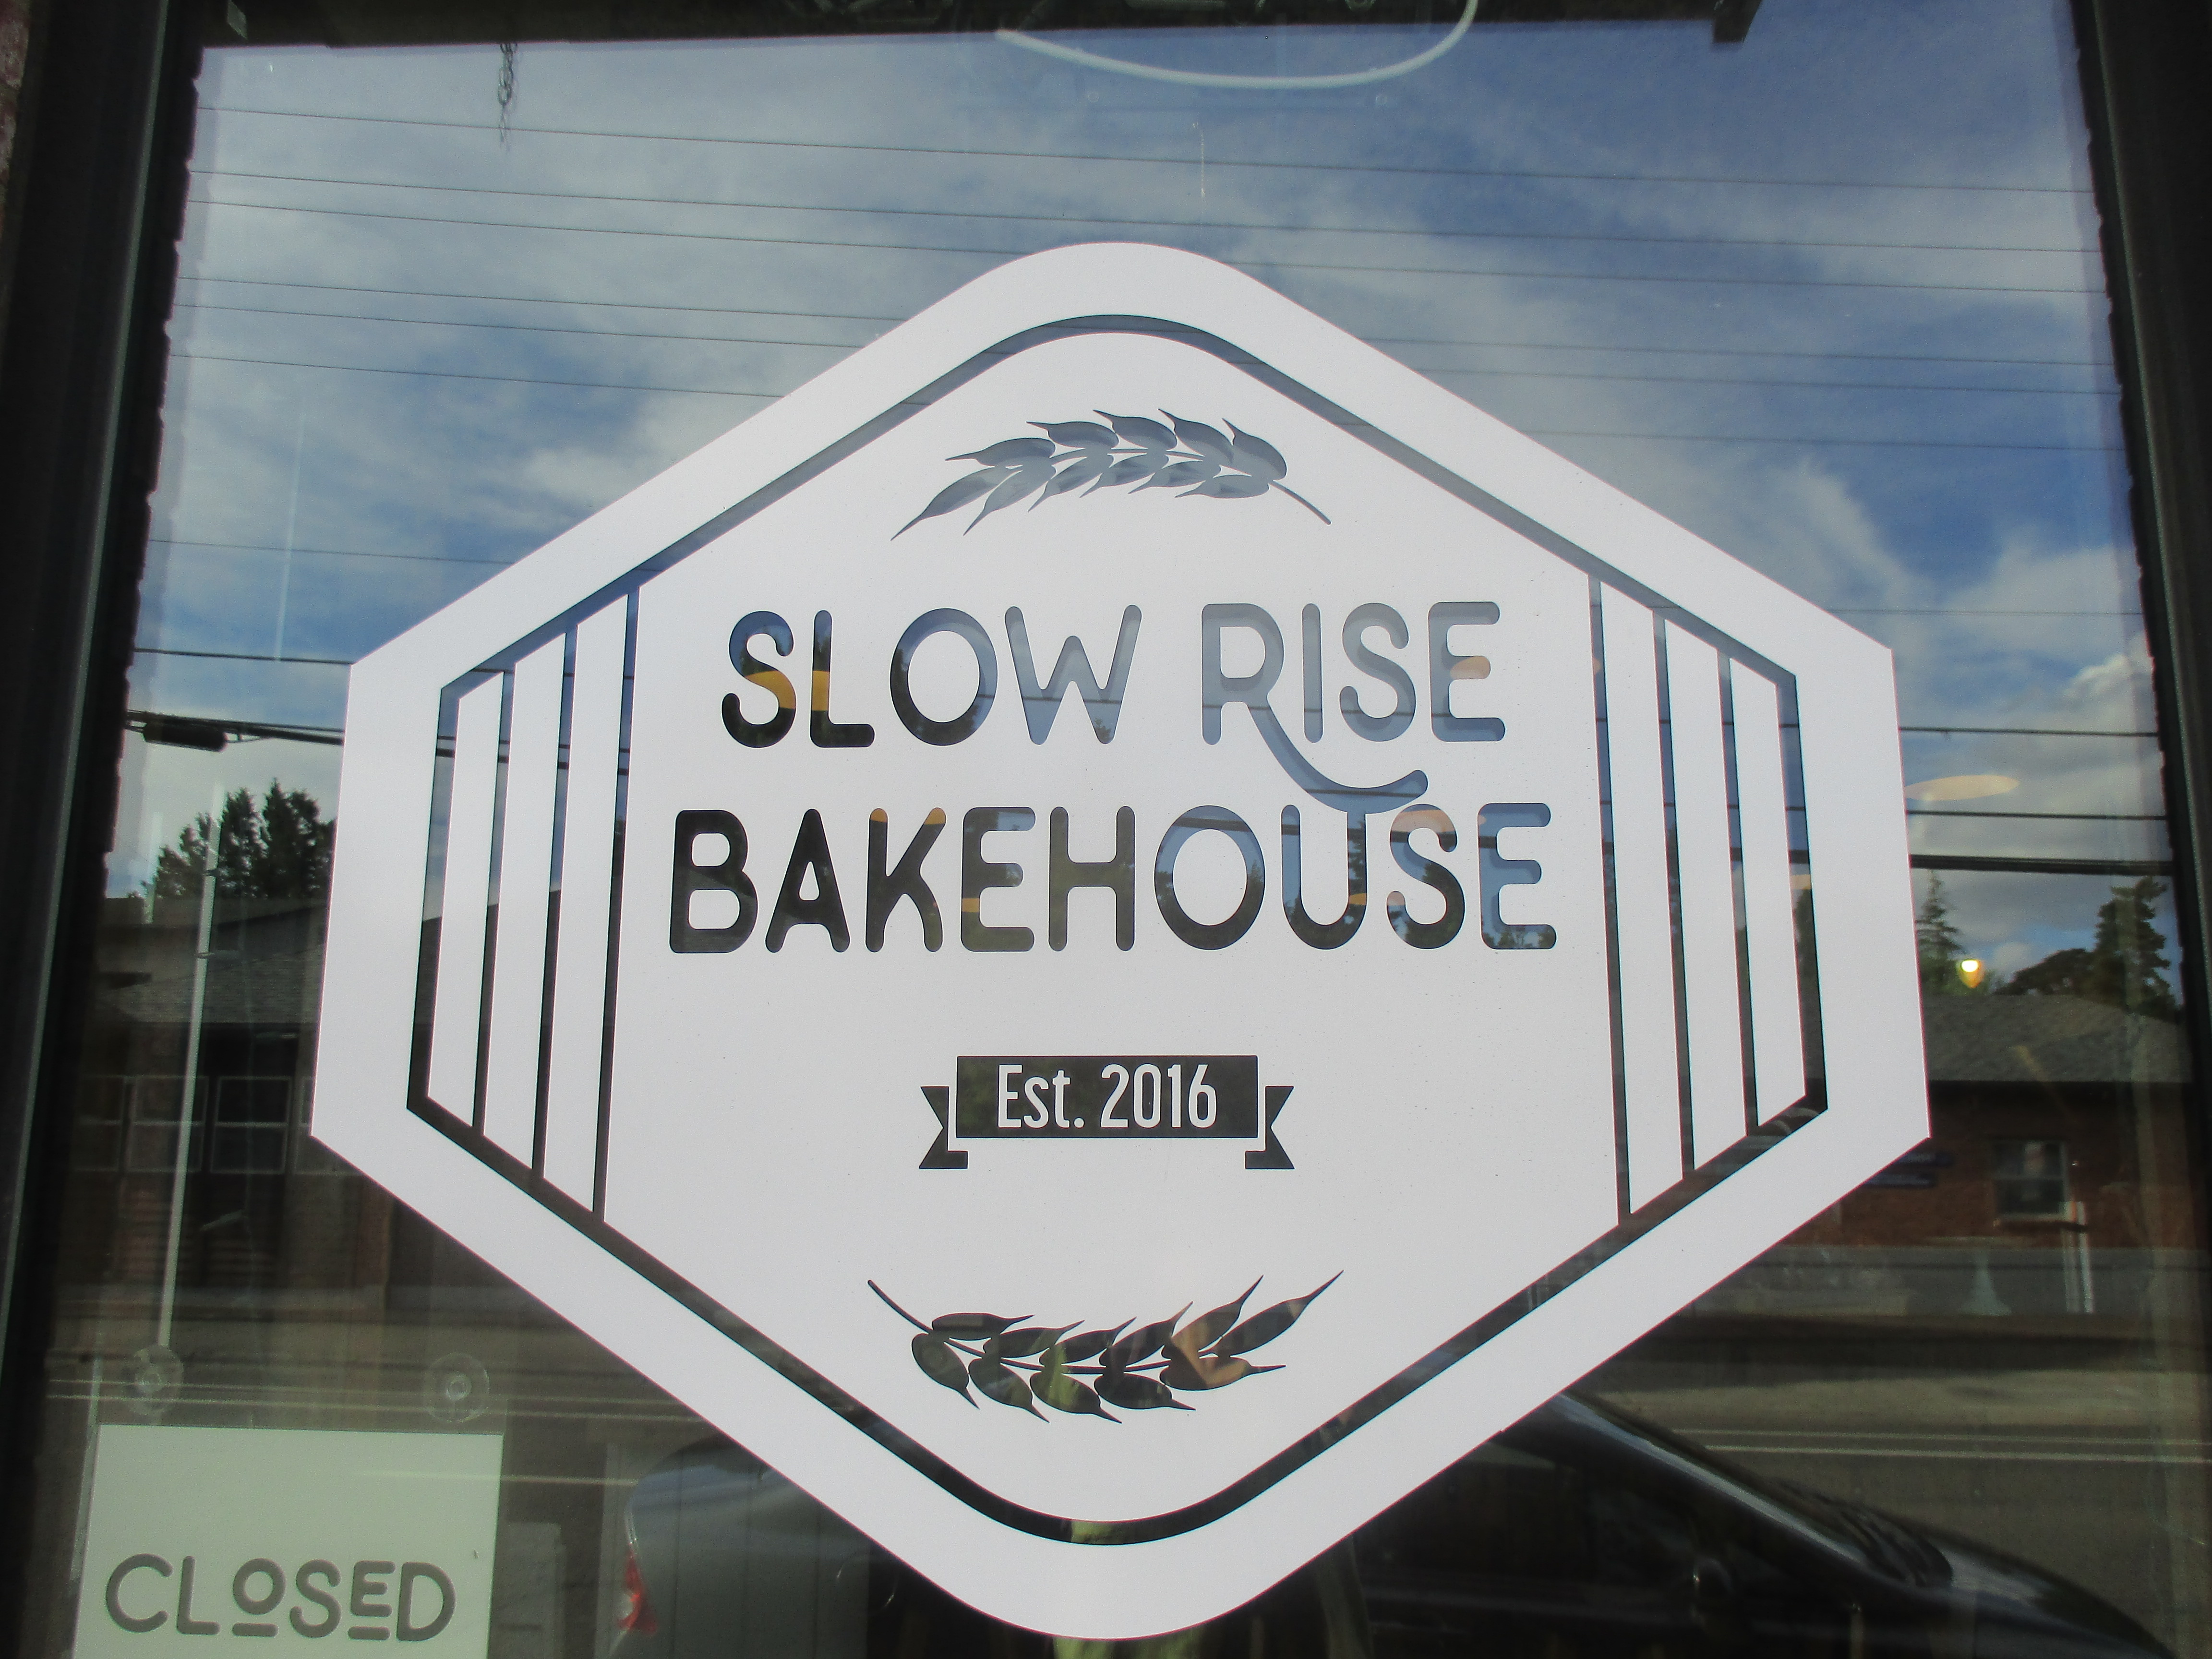 SLOW RISE
BAKEHOUSE
Est. 2016
CLOSED